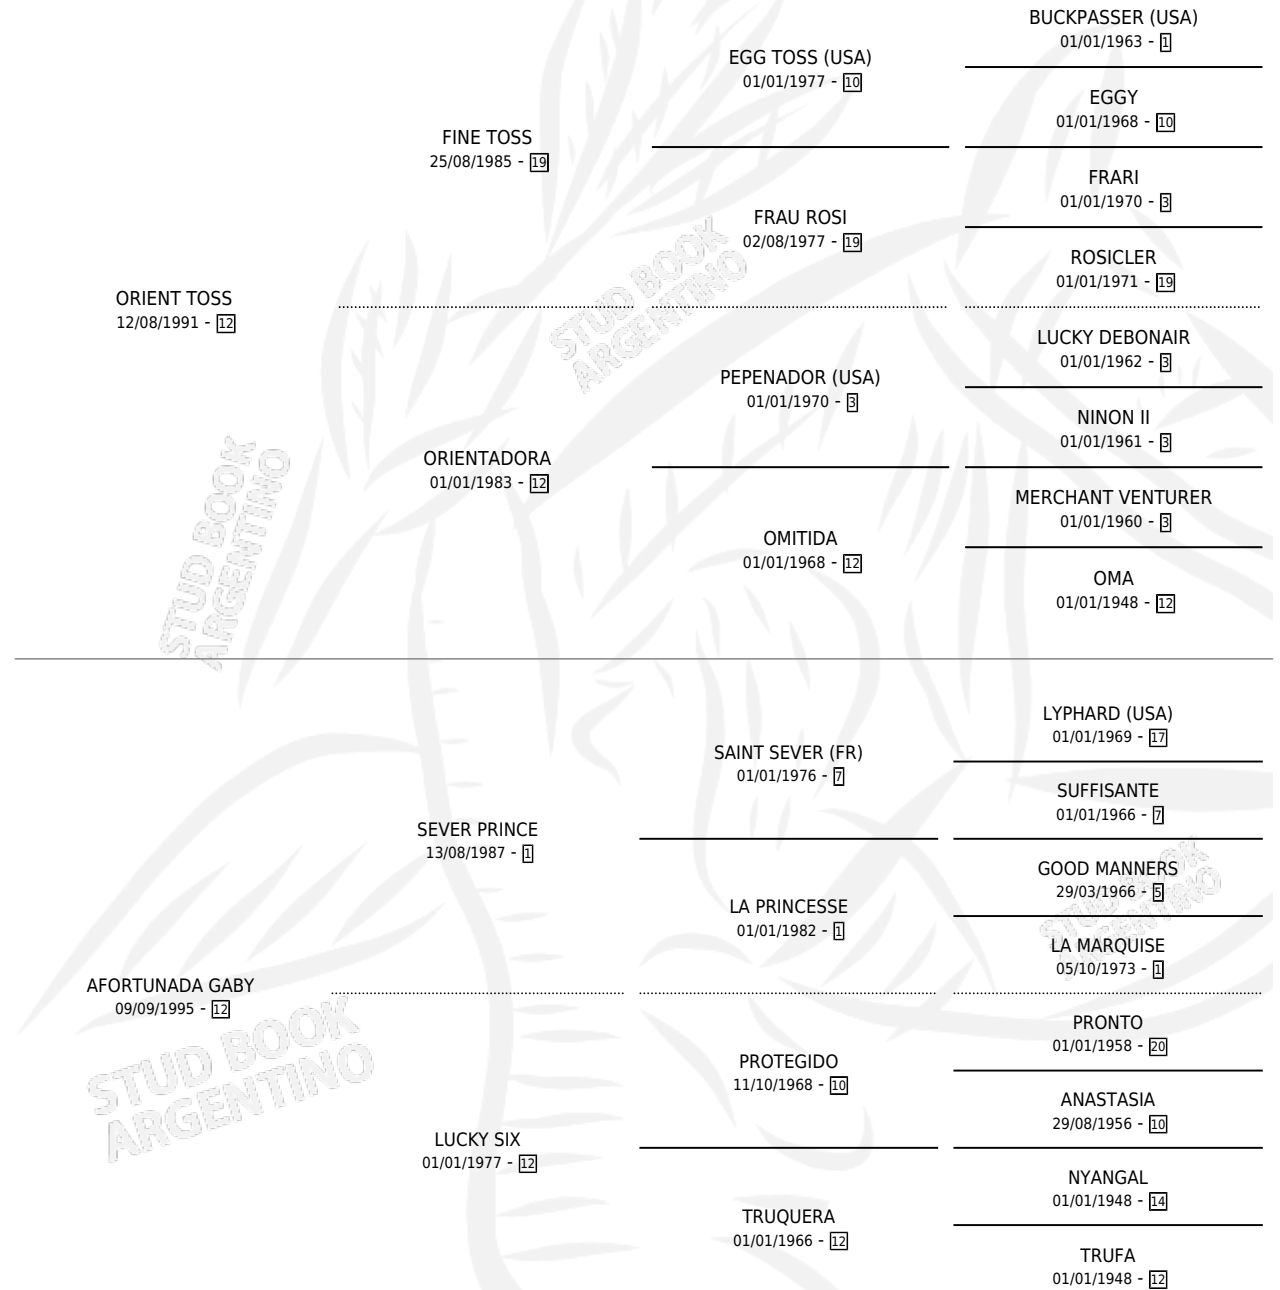 BUCKPASSER (USA)
01/01/1963 - 1
EGG TOSS (USA)
01/01/1977 - 10
EGGY
01/01/1968 - 10
FINE TOSS
25/08/1985 - 19
FRARI
01/01/1970 - 3
FRAU ROSI
02/08/1977 - 19
ROSICLER
01/01/1971 - 19
ORIENT TOSS
12/08/1991 - 12
LUCKY DEBONAIR
01/01/1962 - 3
PEPENADOR (USA)
01/01/1970 - 3
NINON II
01/01/1961 - 3
ORIENTADORA
01/01/1983 - 12
MERCHANT VENTURER
01/01/1960 - 3
OMITIDA
01/01/1968 - 12
OMA
01/01/1948 - 12
STUD BOOK
ARGENTINO
STUD BOOK
ARGENTINO
LYPHARD (USA)
01/01/1969 - 17
SAINT SEVER (FR)
01/01/1976 - 7
SUFFISANTE
01/01/1966 - 7
SEVER PRINCE
13/08/1987 - 1
GOOD MANNERS
29/03/1966 - 5
LA PRINCESSE
01/01/1982 - 1
LA MARQUISE
05/10/1973 - 1
STUD BOOK
ARGENTINO
AFORTUNADA GABY
09/09/1995 - 12
PRONTO
01/01/1958 - 20
PROTEGIDO
11/10/1968 - 10
ANASTASIA
29/08/1956 - 10
STUD BOOK
ARGENTINO
LUCKY SIX
01/01/1977 - 12
NYANGAL
01/01/1948 - 14
TRUQUERA
01/01/1966 - 12
TRUFA
01/01/1948 - 12